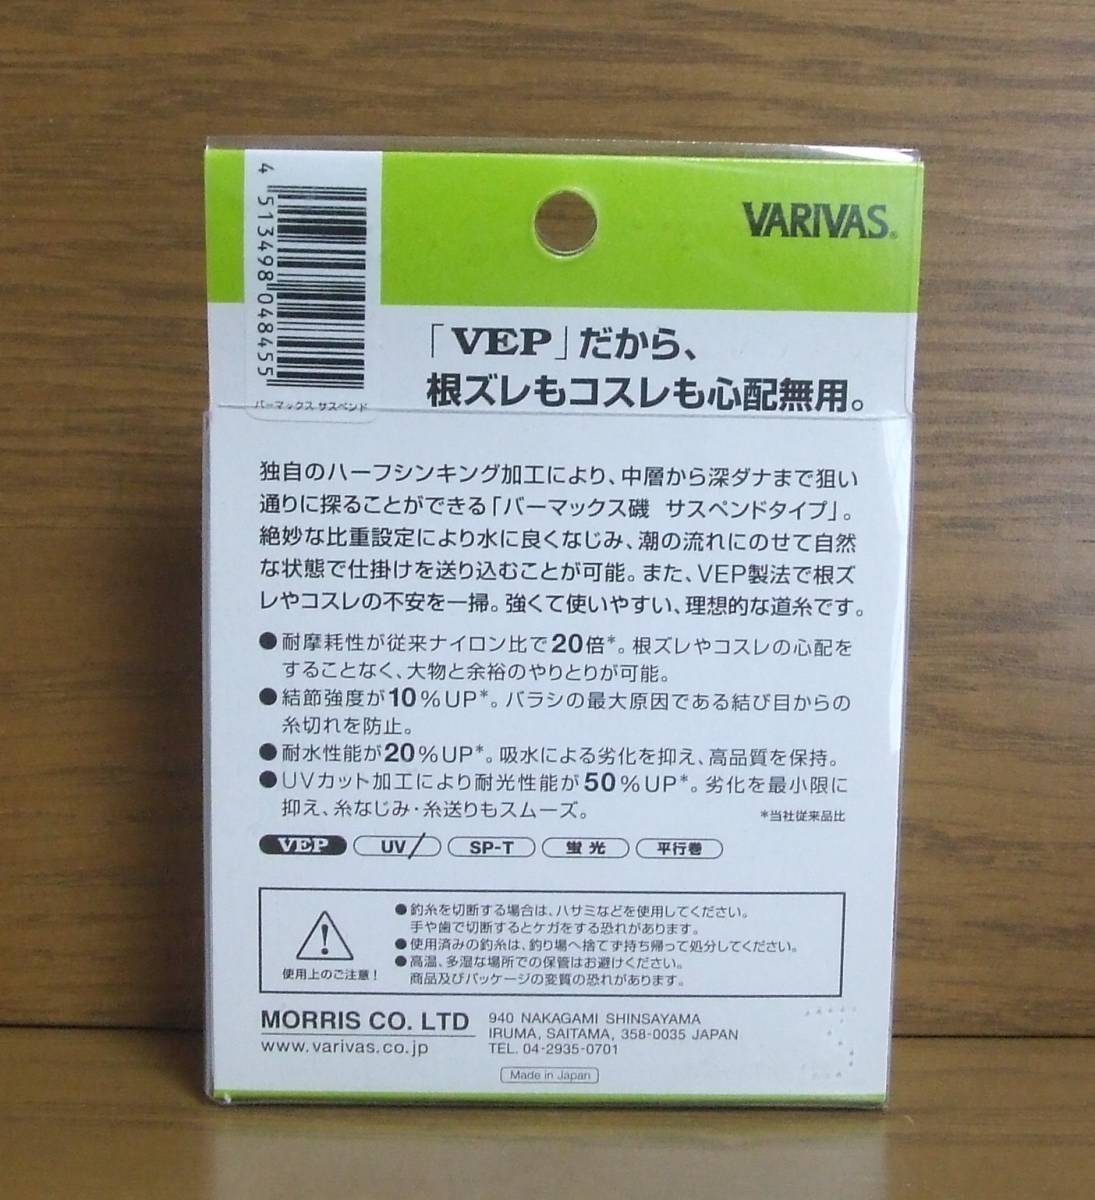 4 513498 048455
バーマックス サスペンド
VARIVAS®
「VEP」だから、
根ズレもコスレも心配無用。
独自のハーフシンキング加工により、中層から深ダナまで狙い
通りに探ることができる「バーマックス磯　サスペンドタイプ」。
絶妙な比重設定により水に良くなじみ、潮の流れにのせて自然
な状態で仕掛けを送り込むことが可能。また、VEP製法で根ズ
レやコスレの不安を一掃。強くて使いやすい、理想的な道糸です。
●耐摩耗性が従来ナイロン比で20倍*。根ズレやコスレの心配を
することなく、大物と余裕のやりとりが可能。
●結節強度が10%UP*。バラシの最大原因である結び目からの
糸切れを防止。
●耐水性能が20%UP*。吸水による劣化を抑え、高品質を保持。
●UVカット加工により耐光性能が50%UP*。劣化を最小限に
抑え、糸なじみ・糸送りもスムーズ。
*当社従来品比
VEP UV SP-T 蛍光 平行巻
●釣糸を切断する場合は、ハサミなどを使用してください。
手や歯で切断するとケガをする恐れがあります。
●使用済みの釣糸は、釣り場へ捨てず持ち帰って処分してください。
●高温、多湿な場所での保管はお避けください。
商品及びパッケージの変質の恐れがあります。
使用上のご注意!
MORRIS CO. LTD
www.varivas.co.jp
940 NAKAGAMI SHINSAYAMA
IRUMA, SAITAMA, 358-0035 JAPAN
TEL. 04-2935-0701
Made in Japan